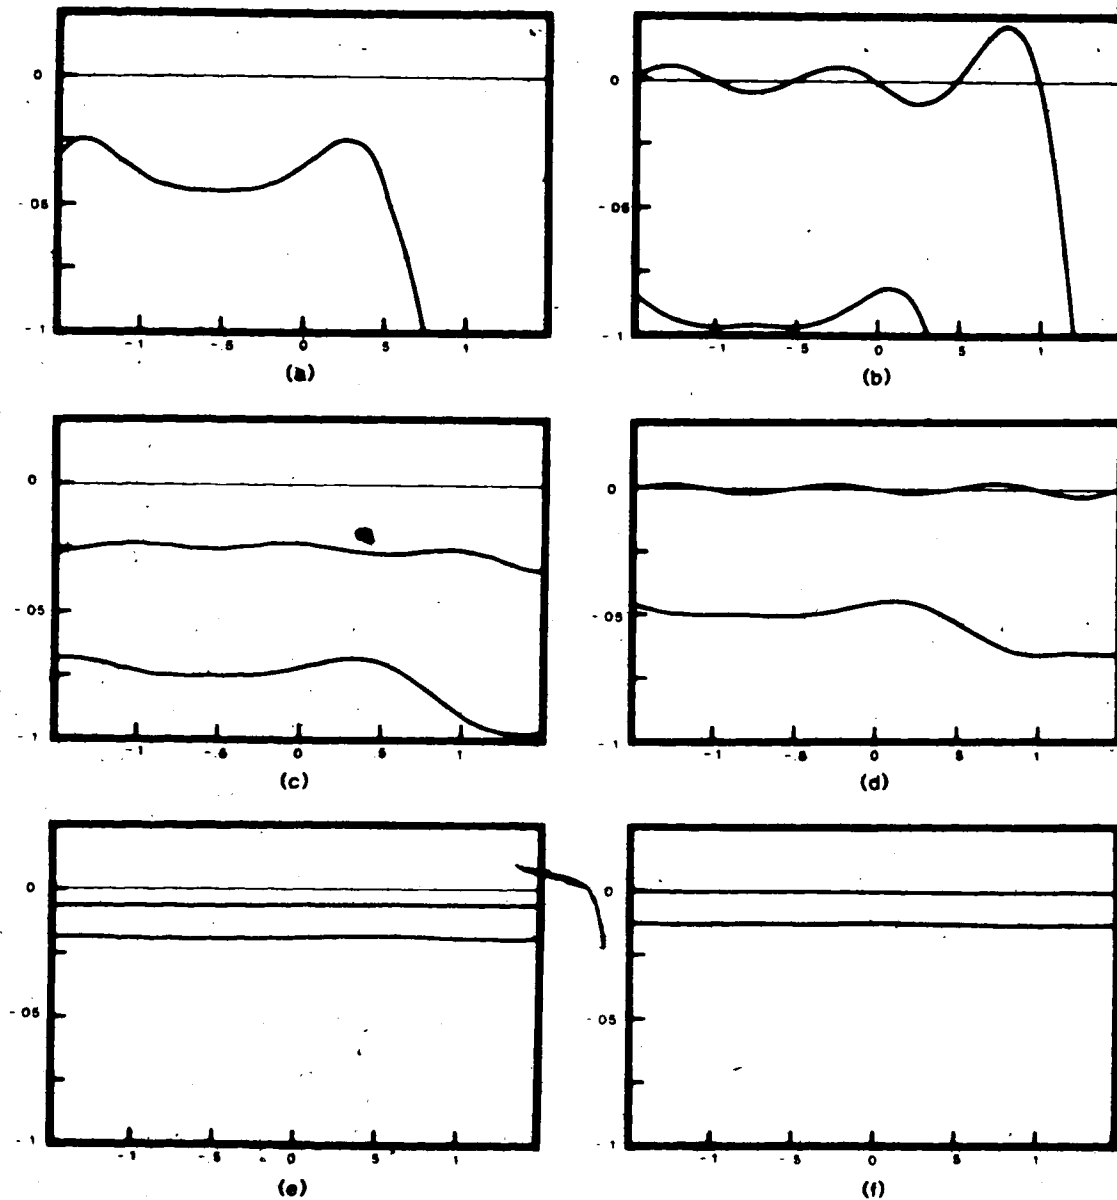 0 0
- 05 - 05
- 1 - 1
- 1 - .5 0 5 1 - 1 - 5 0 5 1
(a) (b)
0 0
- 05 - 05
- 1 - 1
- 1 - .5 0 .5 1 - 1 - .5 0 5 1
(c) (d)
0 0
- 05 - 05
- 1 - 1
- 1 - .5 0 5 1 - 1 - 5 0 5 1
(e) (f)